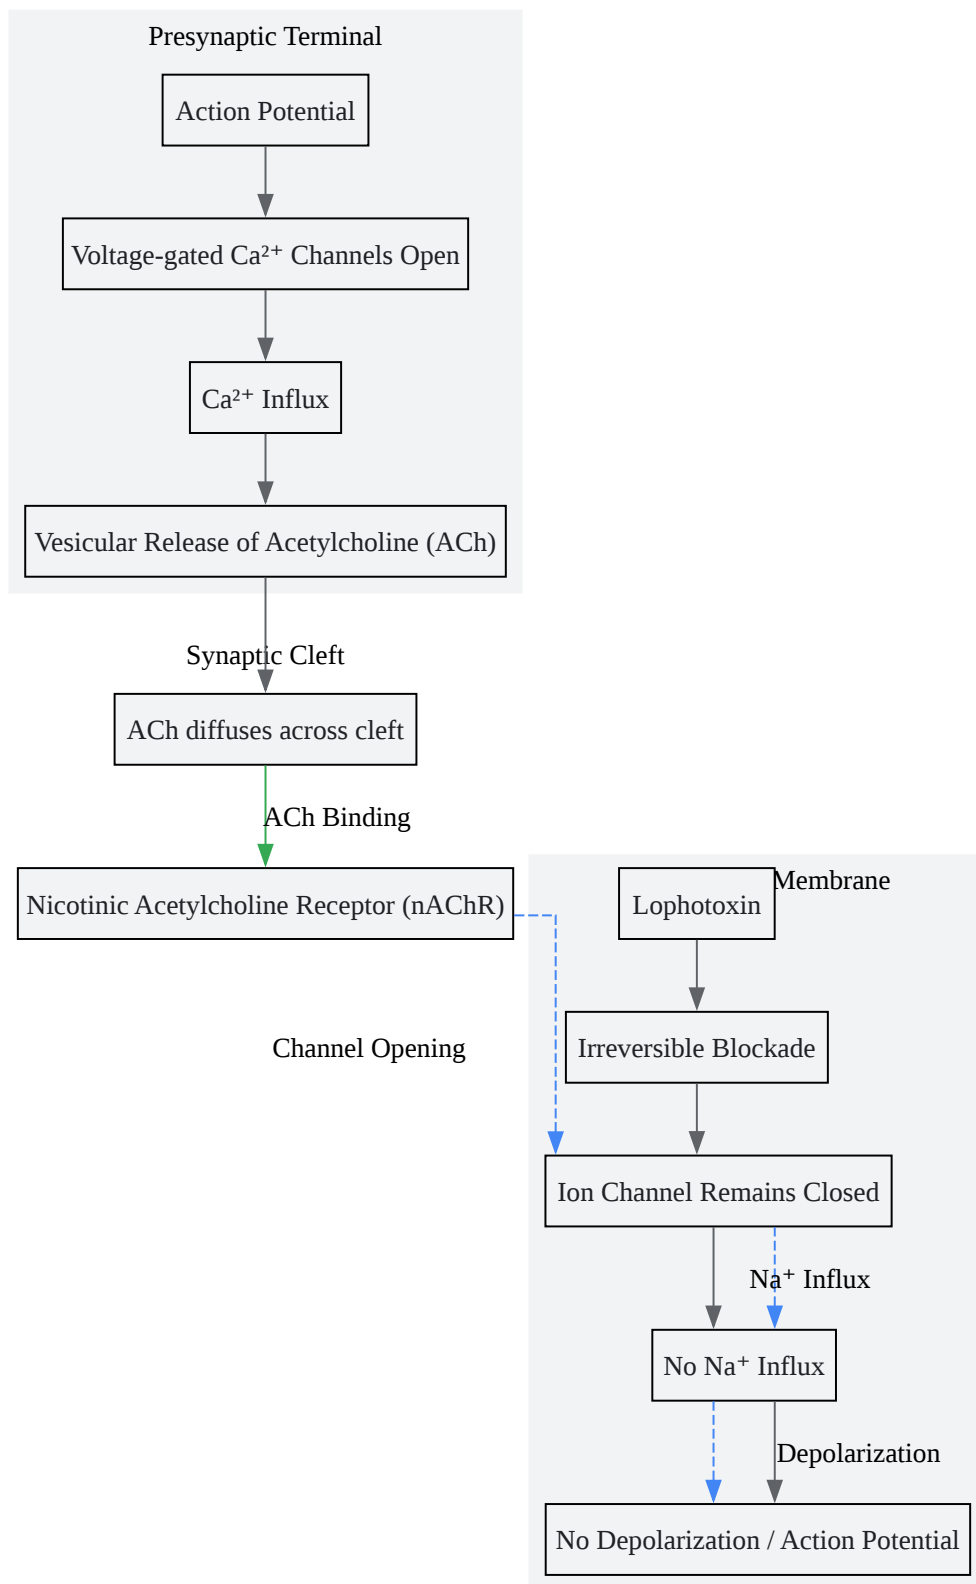 Presynaptic Terminal
Action Potential
Voltage-gated Ca²⁺ Channels Open
Ca²⁺ Influx
Vesicular Release of Acetylcholine (ACh)
Synaptic Cleft
ACh diffuses across cleft
ACh Binding
Nicotinic Acetylcholine Receptor (nAChR)
Membrane
Lophotoxin
Channel Opening
Irreversible Blockade
Ion Channel Remains Closed
Na⁺ Influx
No Na⁺ Influx
Depolarization
No Depolarization / Action Potential